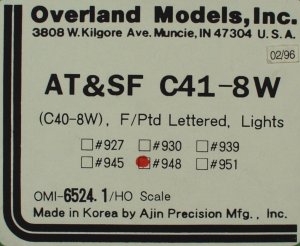 Overland Models, Inc.
3808 W. Kilgore Ave. Muncie, IN 47304 U.S.A.
02/96
AT&SF C41-8W
(C40-8W), F/Ptd Lettered, Lights
#927 #930 #939
#945 #948 #951
OMI-6524.1/HO Scale
Made in Korea by Ajin Precision Mfg., Inc.